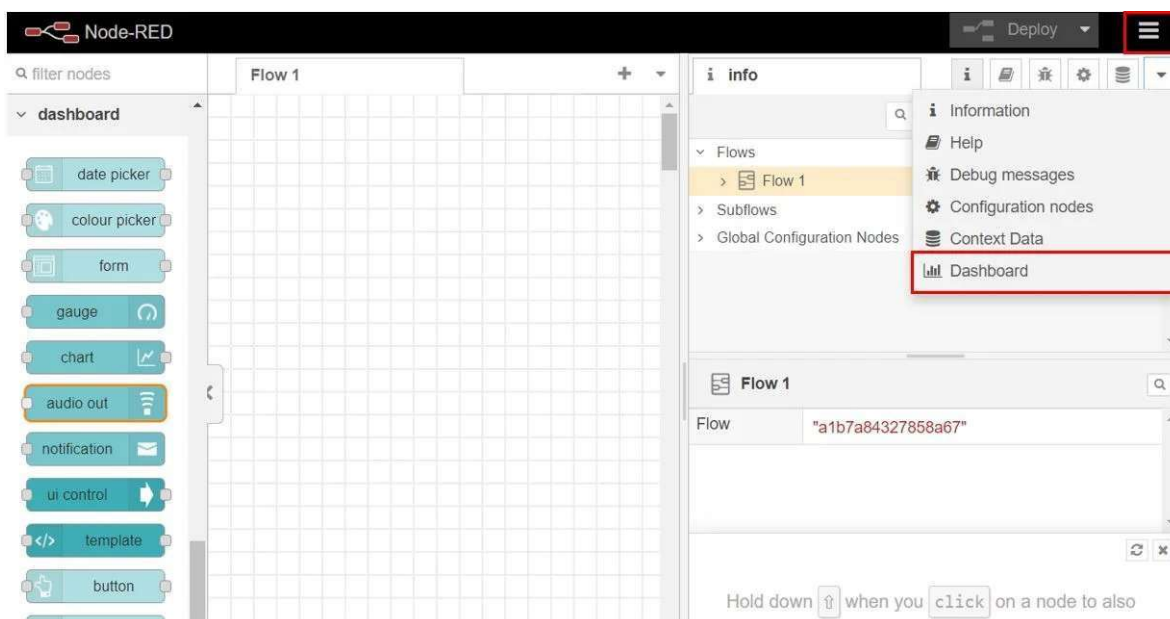 Node-RED
Deploy
filter nodes
Flow 1
i info
dashboard
date picker
colour picker
form
gauge
chart
audio out
notification
ui control
</> template
button
Flows
Flow 1
Subflows
Global Configuration Nodes
i Information
Help
Debug messages
Configuration nodes
Context Data
Dashboard
Flow 1
Flow "a1b7a84327858a67"
Hold down ⇧ when you click on a node to also